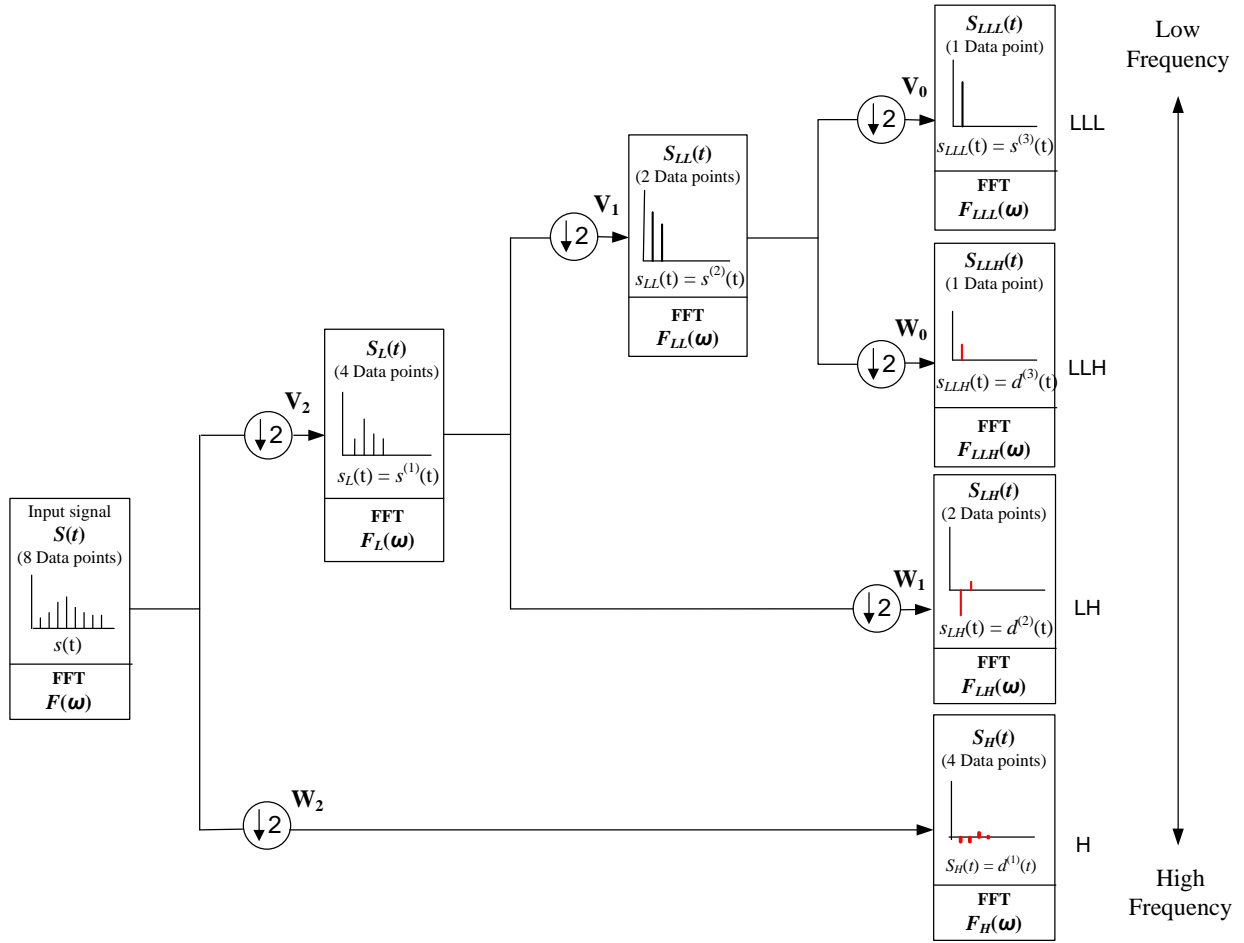 Input signal
S(t)
(8 Data points)
s(t)
FFT
F(ω)
↓2
V₂
↓2
W₂
S_L(t)
(4 Data points)
s_L(t) = s⁽¹⁾(t)
FFT
F_L(ω)
↓2
V₁
↓2
W₁
S_LL(t)
(2 Data points)
s_LL(t) = s⁽²⁾(t)
FFT
F_LL(ω)
↓2
V₀
↓2
W₀
S_LLL(t)
(1 Data point)
s_LLL(t) = s⁽³⁾(t)
FFT
F_LLL(ω)
LLL
S_LLH(t)
(1 Data point)
s_LLH(t) = d⁽³⁾(t)
FFT
F_LLH(ω)
LLH
S_LH(t)
(2 Data points)
s_LH(t) = d⁽²⁾(t)
FFT
F_LH(ω)
LH
S_H(t)
(4 Data points)
S_H(t) = d⁽¹⁾(t)
FFT
F_H(ω)
H
Low
Frequency
High
Frequency